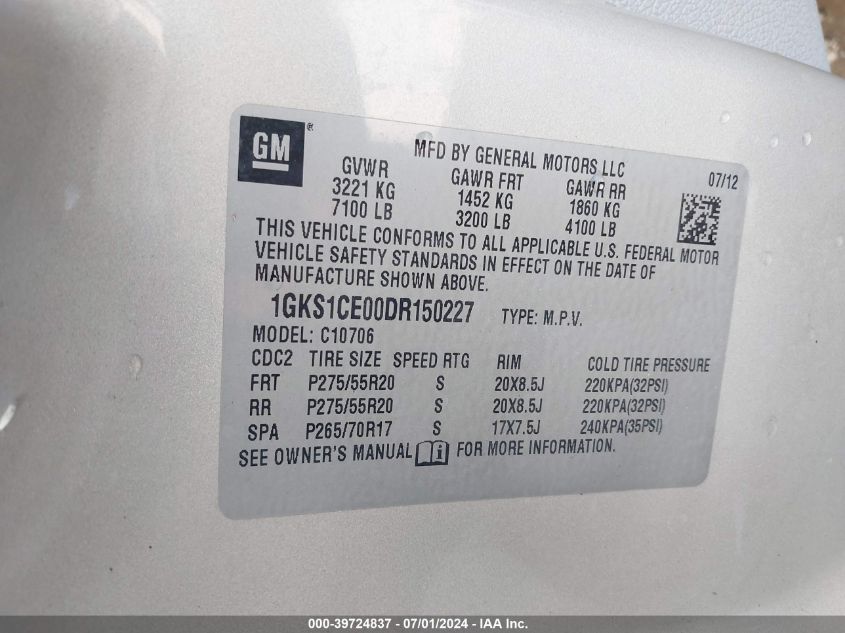 GM®
MFD BY GENERAL MOTORS LLC
07/12
GVWR GAWR FRT GAWR RR
3221 KG 1452 KG 1860 KG
7100 LB 3200 LB 4100 LB
THIS VEHICLE CONFORMS TO ALL APPLICABLE U.S. FEDERAL MOTOR
VEHICLE SAFETY STANDARDS IN EFFECT ON THE DATE OF
MANUFACTURE SHOWN ABOVE.
1GKS1CE00DR150227 TYPE: M.P.V.
MODEL: C10706
CDC2 TIRE SIZE SPEED RTG RIM COLD TIRE PRESSURE
FRT P275/55R20 S 20X8.5J 220KPA(32PSI)
RR P275/55R20 S 20X8.5J 220KPA(32PSI)
SPA P265/70R17 S 17X7.5J 240KPA(35PSI)
SEE OWNER'S MANUAL FOR MORE INFORMATION.
000-39724837 - 07/01/2024 - IAA Inc.